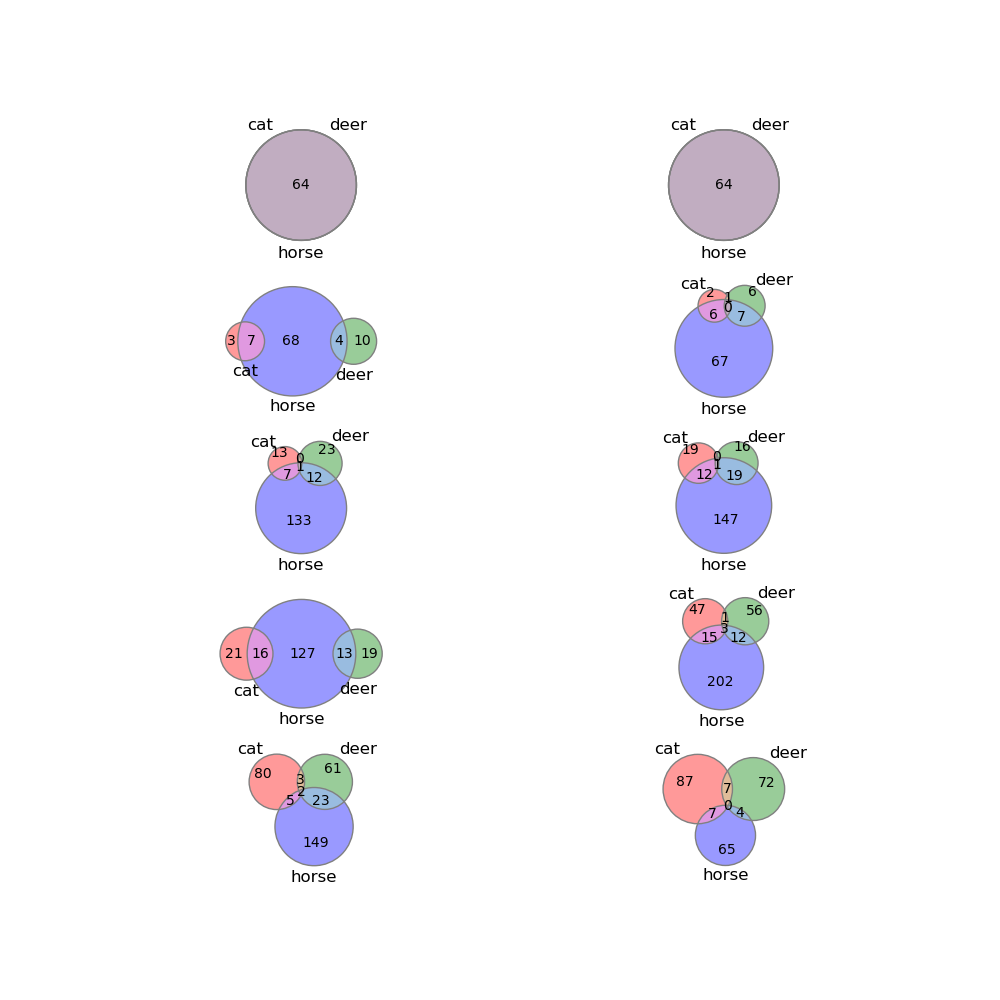 cat deer
64
horse
cat deer
64
horse
3 7 68 4 10
cat deer
horse
cat deer
2 1 6
0
6 7
67
horse
cat deer
13 0 23
1
7 12
133
horse
cat deer
19 0 16
1
12 19
147
horse
21 16 127 13 19
cat deer
horse
cat deer
47 1 56
3
15 12
202
horse
cat deer
80 3 61
2
5 23
149
horse
cat deer
87 7 72
0
7 4
65
horse